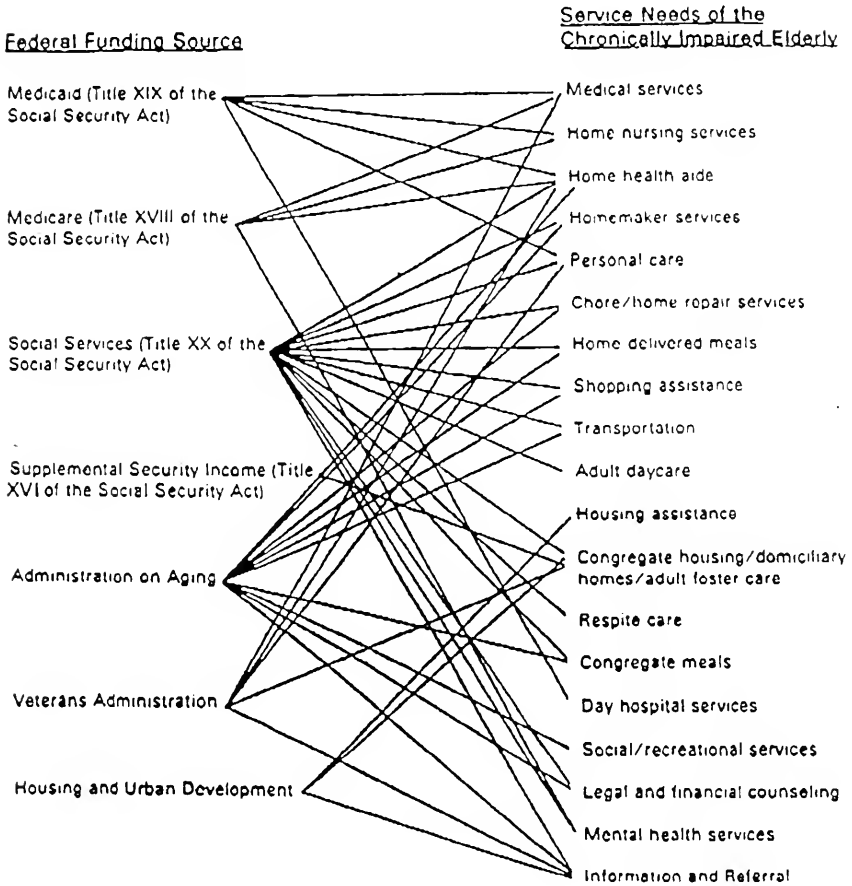 Federal Funding Source
Medicaid (Title XIX of the
Social Security Act)
Medicare (Title XVIII of the
Social Security Act)
Social Services (Title XX of the
Social Security Act)
Supplemental Security Income (Title
XVI of the Social Security Act)
Administration on Aging
Veterans Administration
Housing and Urban Development
Service Needs of the
Chronically Impaired Elderly
Medical services
Home nursing services
Home health aide
Homemaker services
Personal care
Chore/home repair services
Home delivered meals
Shopping assistance
Transportation
Adult daycare
Housing assistance
Congregate housing/domiciliary
homes/adult foster care
Respite care
Congregate meals
Day hospital services
Social/recreational services
Legal and financial counseling
Mental health services
Information and Referral